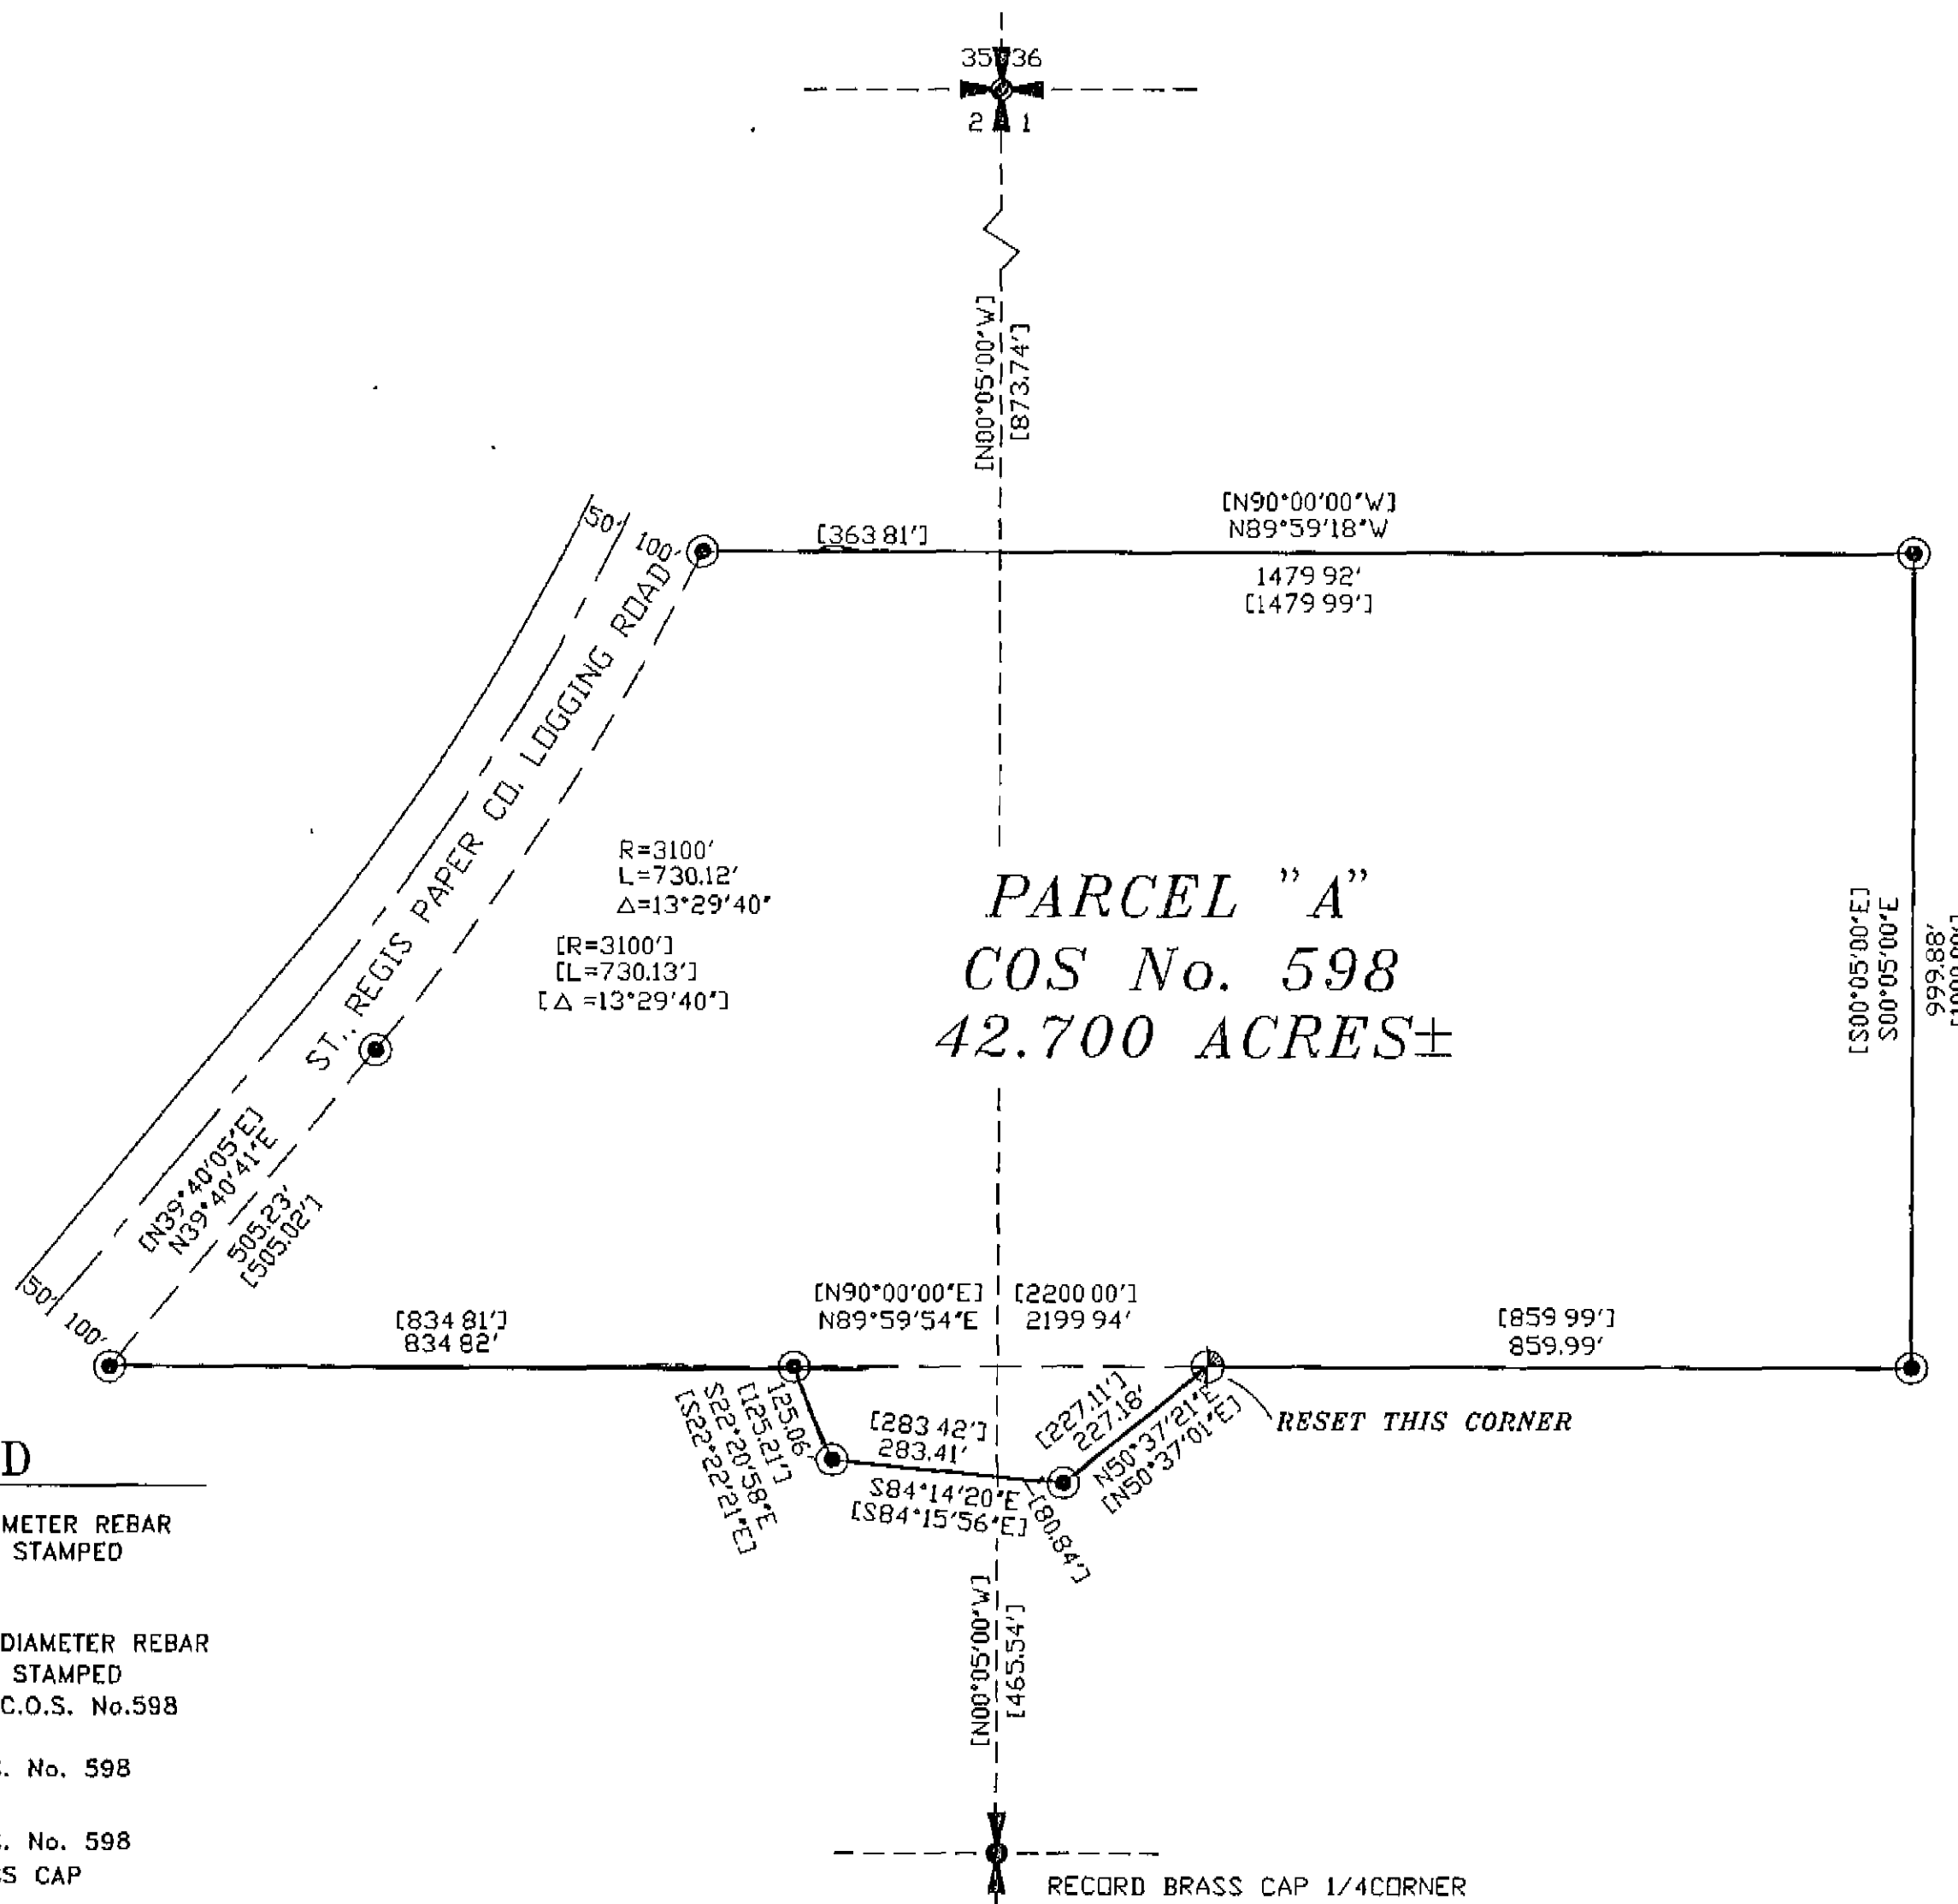 35 36
2 1
[N00°05'00"W]
[873.74']
[N90°00'00"W]
N89°59'18"W
[363 81']
1479 92'
[1479 99']
50'
100'
ST., REGIS PAPER CO. LOGGING ROAD
R=3100'
L=730.12'
△=13°29'40"
[R=3100']
[L=730.13']
[△ =13°29'40"]
PARCEL "A"
COS No. 598
42.700 ACRES±
[S00°05'00"E]
S00°05'00"E
999.88'
[N39°40'05"E]
N39°40'41"E
505.23'
[505.02']
50'
100'
[834 81']
834 82'
[N90°00'00"E] [2200 00']
N89°59'54"E 2199 94'
[859 99']
859.99'
125.06'
[125.21']
S22°20'58"E
[S22°22'21"E]
[283 42']
283.41'
S84°14'20"E
[S84°15'56"E]
[80.84']
[227.11']
227.18'
N50°37'21"E
[N50°37'01"E]
RESET THIS CORNER
D
METER REBAR
STAMPED
DIAMETER REBAR
STAMPED
C.O.S. No.598
. No. 598
. No. 598
S CAP
[N00°05'00"W]
[465.54']
RECORD BRASS CAP 1/4CORNER